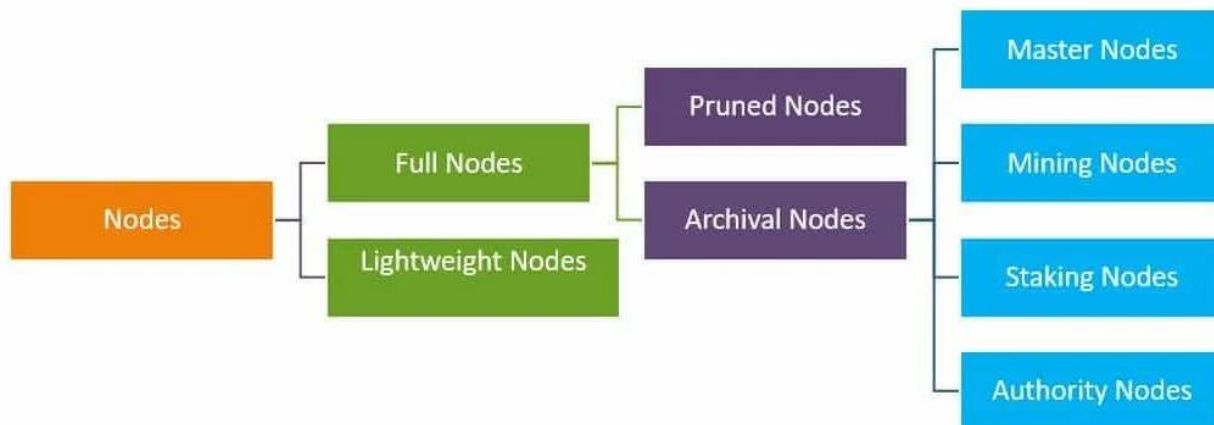 Nodes
Full Nodes
Lightweight Nodes
Pruned Nodes
Archival Nodes
Master Nodes
Mining Nodes
Staking Nodes
Authority Nodes